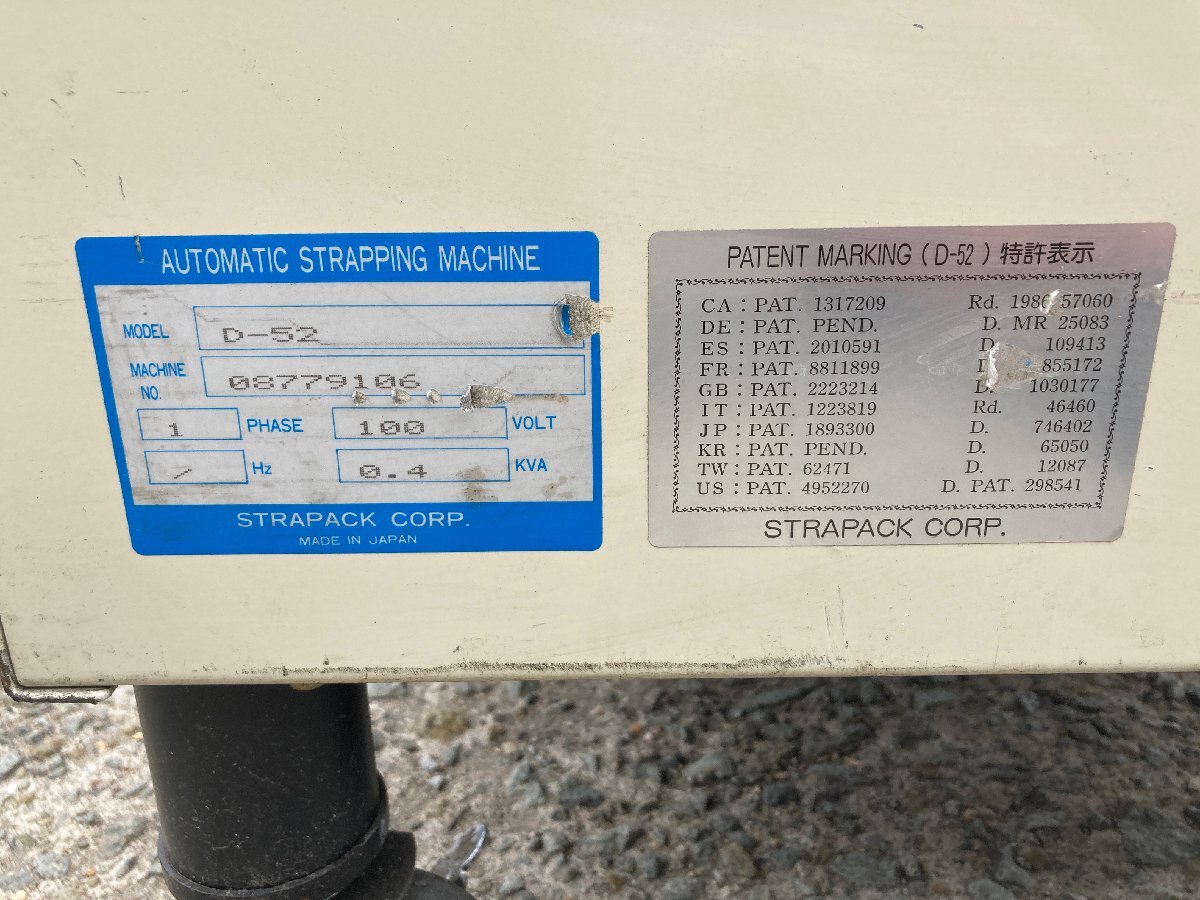 AUTOMATIC STRAPPING MACHINE
MODEL D-52
MACHINE NO. 08779106
1 PHASE 100 VOLT
/ Hz 0.4 KVA
STRAPACK CORP.
MADE IN JAPAN
PATENT MARKING (D-52) 特許表示
CA : PAT. 1317209 Rd. 1986 57060
DE : PAT. PEND. D. MR 25083
ES : PAT. 2010591 D. 109413
FR : PAT. 8811899 855172
GB : PAT. 2223214 D. 1030177
IT : PAT. 1223819 Rd. 46460
JP : PAT. 1893300 D. 746402
KR : PAT. PEND. D. 65050
TW : PAT. 62471 D. 12087
US : PAT. 4952270 D. PAT. 298541
STRAPACK CORP.